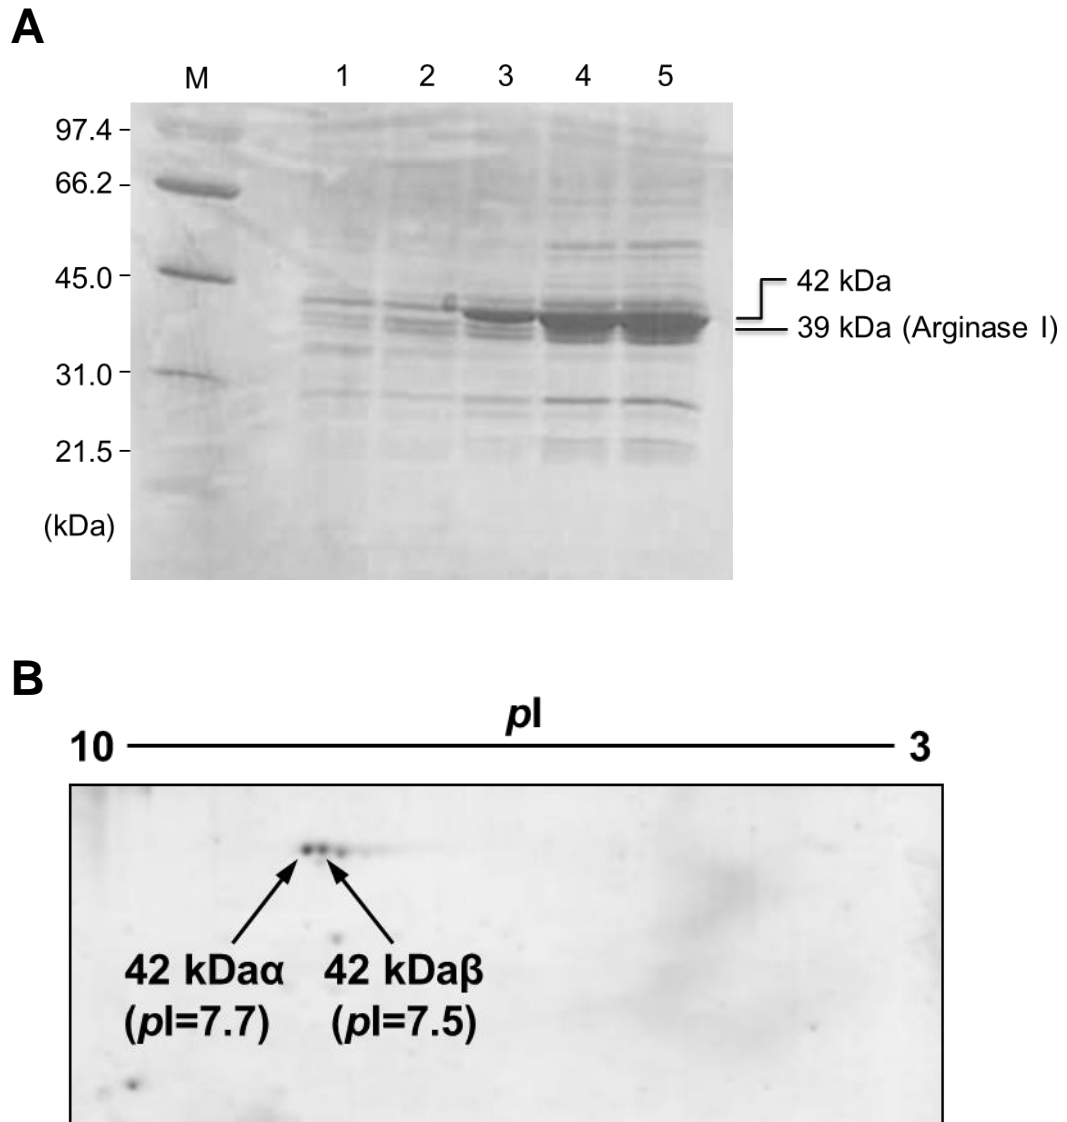 A
M 1 2 3 4 5
97.4
66.2
45.0
42 kDa
39 kDa (Arginase I)
31.0
21.5
(kDa)
B
pI
10 3
42 kDaα 42 kDaβ
(pI=7.7) (pI=7.5)